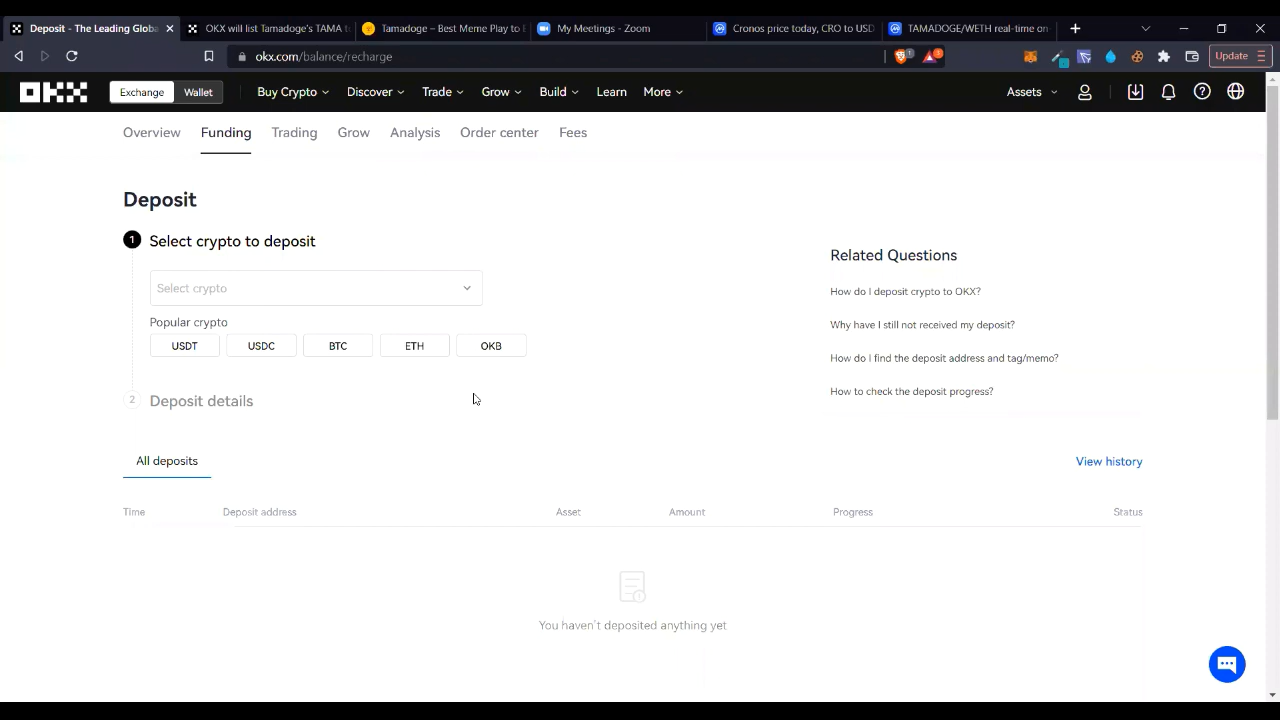 Deposit - The Leading Globa
OKX will list Tamadoge's TAMA t
Tamadoge – Best Meme Play to E
My Meetings - Zoom
Cronos price today, CRO to USD
TAMADOGE/WETH real-time on
okx.com/balance/recharge
1
Update
OKX
Exchange
Wallet
Buy Crypto
Discover
Trade
Grow
Build
Learn
More
Assets
Overview
Funding
Trading
Grow
Analysis
Order center
Fees
Deposit
1 Select crypto to deposit
Select crypto
Popular crypto
USDT
USDC
BTC
ETH
OKB
2 Deposit details
Related Questions
How do I deposit crypto to OKX?
Why have I still not received my deposit?
How do I find the deposit address and tag/memo?
How to check the deposit progress?
All deposits
View history
Time
Deposit address
Asset
Amount
Progress
Status
You haven't deposited anything yet